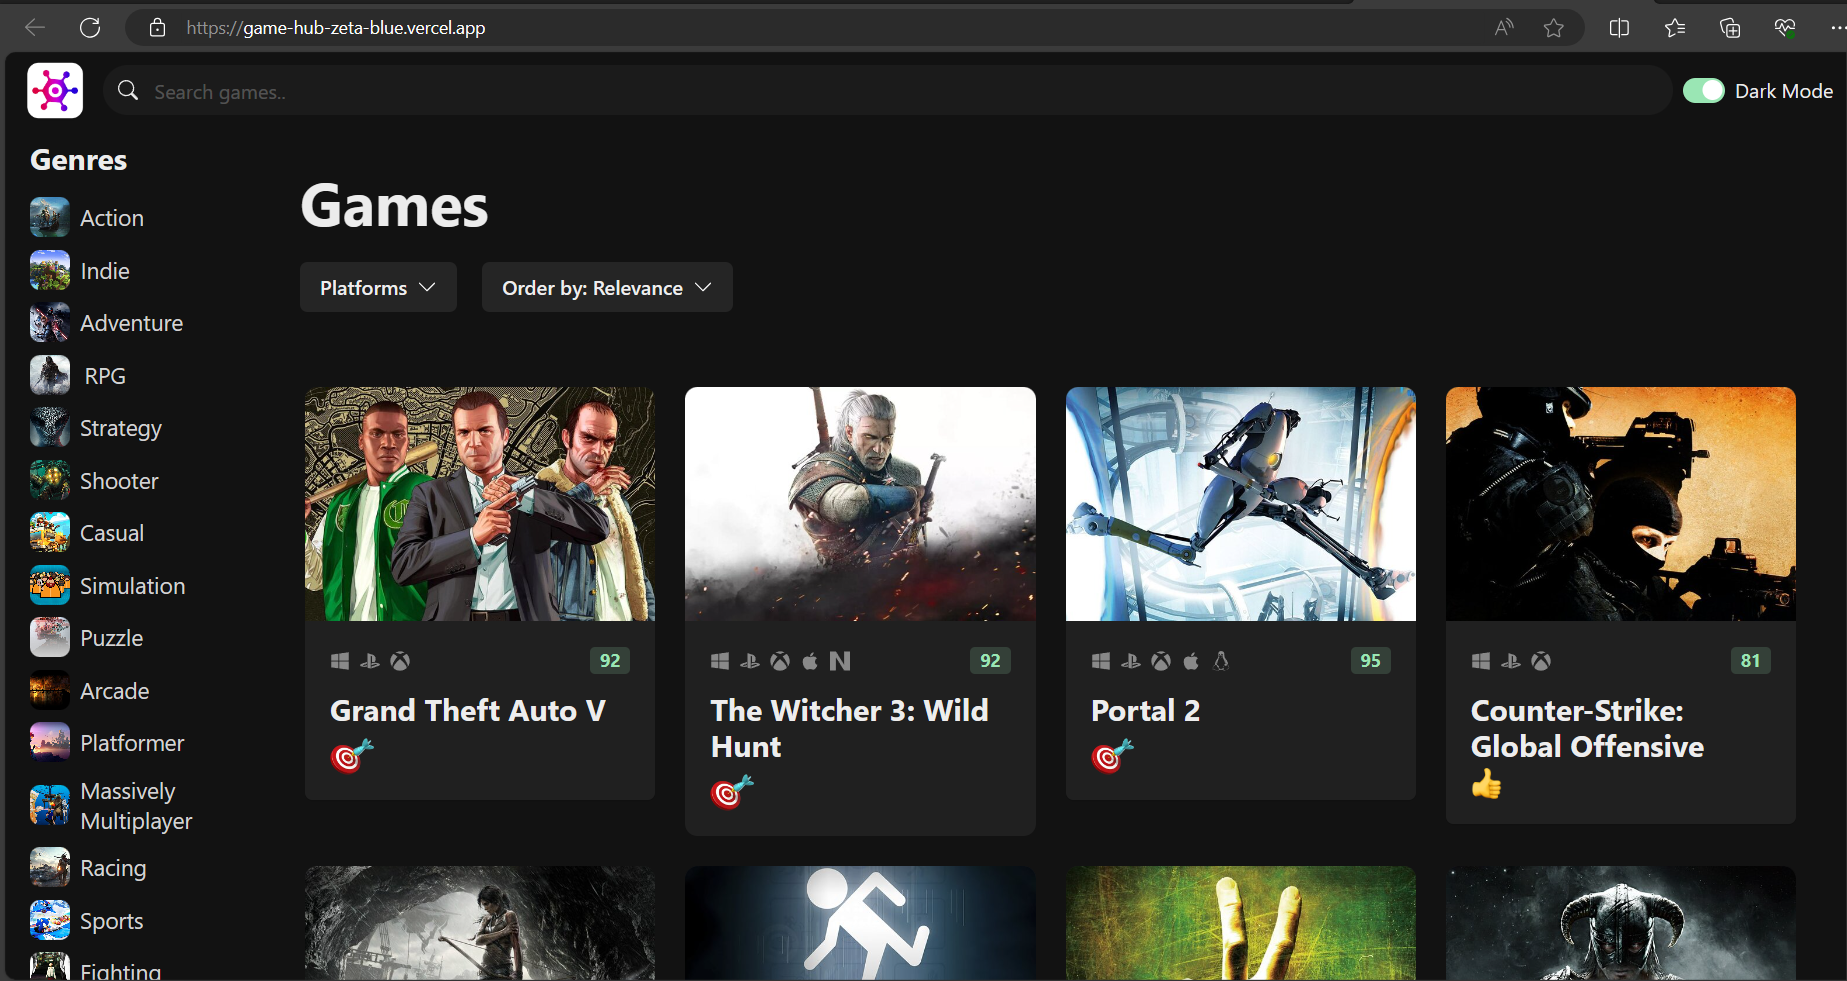 https://game-hub-zeta-blue.vercel.app
Search games..
Dark Mode
Genres
Action
Indie
Adventure
RPG
Strategy
Shooter
Casual
Simulation
Puzzle
Arcade
Platformer
Massively
Multiplayer
Racing
Sports
Fighting
Games
Platforms
Order by: Relevance
92
Grand Theft Auto V
92
The Witcher 3: Wild
Hunt
95
Portal 2
81
Counter-Strike:
Global Offensive